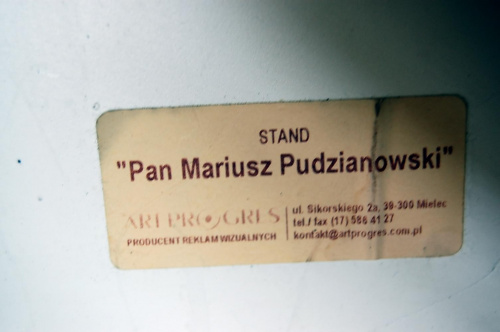 STAND
"Pan Mariusz Pudzianowski"
ARTPROGRES
PRODUCENT REKLAM WIZUALNYCH
ul. Sikorskiego 2a, 39-300 Mielec
tel./ fax (17) 586 41 27
kontakt@artprogres.com.pl